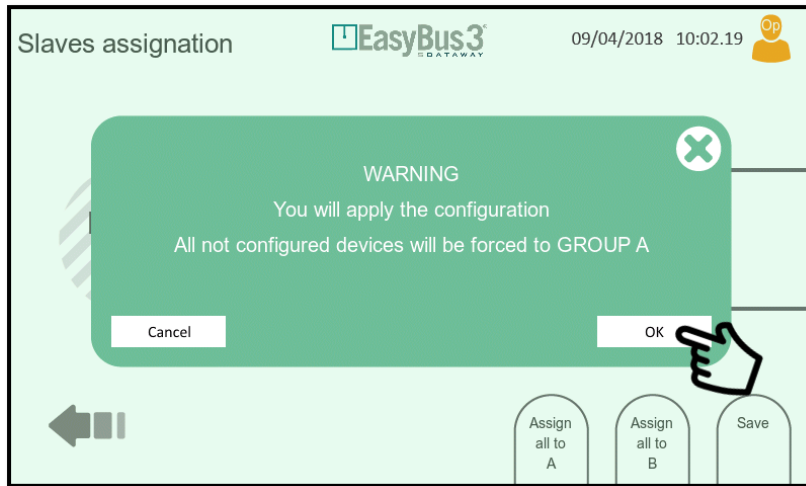 Slaves assignation
EasyBus3
DATAWAY
09/04/2018 10:02.19
Op
WARNING
You will apply the configuration
All not configured devices will be forced to GROUP A
Cancel
OK
Assign
all to
A
Assign
all to
B
Save